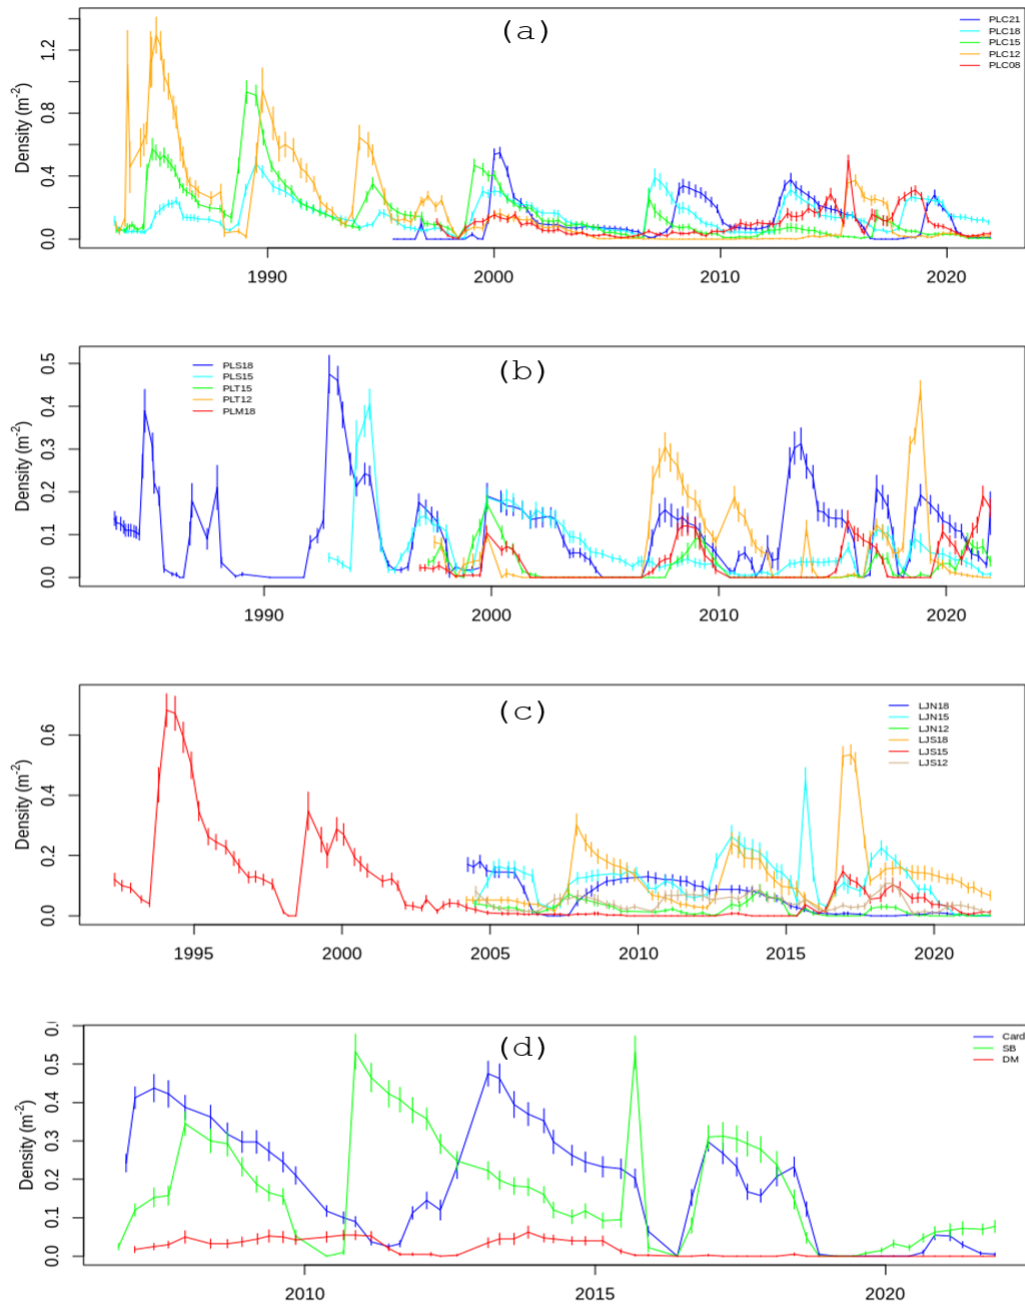 (a)
PLC21
PLC18
PLC15
PLC12
PLC08
Density (m-2)
0.0 0.4 0.8 1.2
1990 2000 2010 2020
(b)
PLS18
PLS15
PLT15
PLT12
PLM18
Density (m-2)
0.0 0.1 0.2 0.3 0.4 0.5
1990 2000 2010 2020
(c)
LJN18
LJN15
LJN12
LJS18
LJS15
LJS12
Density (m-2)
0.0 0.2 0.4 0.6
1995 2000 2005 2010 2015 2020
(d)
Card
SB
DM
Density (m-2)
0.0 0.1 0.2 0.3 0.4 0.5 0.6
2010 2015 2020